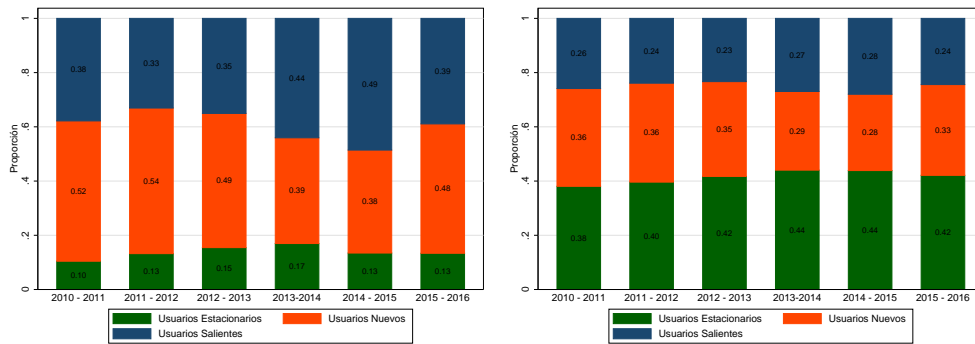 Proporción
1
.8
.6
.4
.2
0
0.38 0.33 0.35 0.44 0.49 0.39
0.52 0.54 0.49 0.39 0.38 0.48
0.10 0.13 0.15 0.17 0.13 0.13
2010 - 2011 2011 - 2012 2012 - 2013 2013-2014 2014 - 2015 2015 - 2016
Usuarios Estacionarios Usuarios Nuevos
Usuarios Salientes
Proporción
1
.8
.6
.4
.2
0
0.26 0.24 0.23 0.27 0.28 0.24
0.36 0.36 0.35 0.29 0.28 0.33
0.38 0.40 0.42 0.44 0.44 0.42
2010 - 2011 2011 - 2012 2012 - 2013 2013-2014 2014 - 2015 2015 - 2016
Usuarios Estacionarios Usuarios Nuevos
Usuarios Salientes